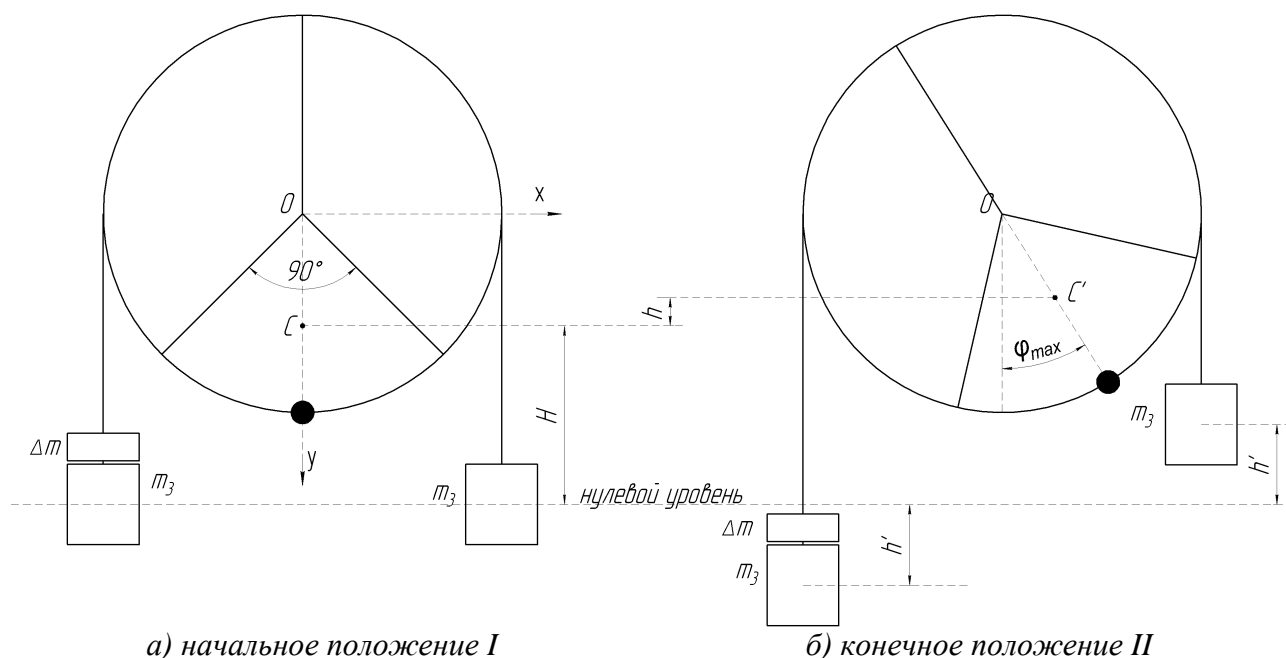 O
x
O
90°
C
C'
h
φmax
H
Δm
y
m₃
m₃
m₃
h'
нулевой уровень
Δm
h'
m₃
а) начальное положение I
б) конечное положение II